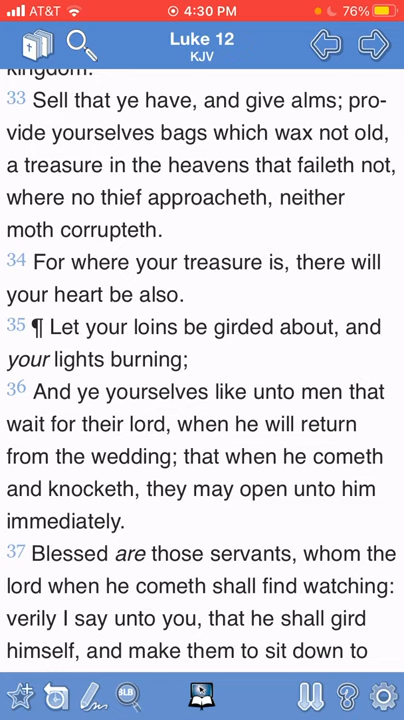 AT&T 4:30 PM 76%
Luke 12
KJV
kingdom.
33 Sell that ye have, and give alms; pro-
vide yourselves bags which wax not old,
a treasure in the heavens that faileth not,
where no thief approacheth, neither
moth corrupteth.
34 For where your treasure is, there will
your heart be also.
35 ¶ Let your loins be girded about, and
your lights burning;
36 And ye yourselves like unto men that
wait for their lord, when he will return
from the wedding; that when he cometh
and knocketh, they may open unto him
immediately.
37 Blessed are those servants, whom the
lord when he cometh shall find watching:
verily I say unto you, that he shall gird
himself, and make them to sit down to
BLB